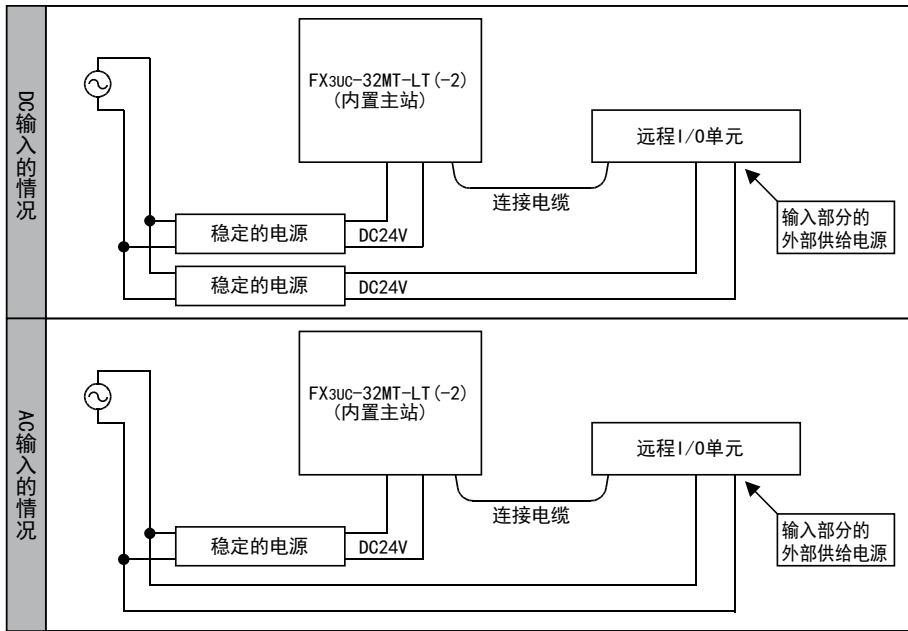 DC输入的情况
FX3UC-32MT-LT(-2)
(内置主站)
远程I/O单元
连接电缆
稳定的电源
DC24V
输入部分的
外部供给电源
稳定的电源
DC24V
AC输入的情况
FX3UC-32MT-LT(-2)
(内置主站)
远程I/O单元
连接电缆
稳定的电源
DC24V
输入部分的
外部供给电源